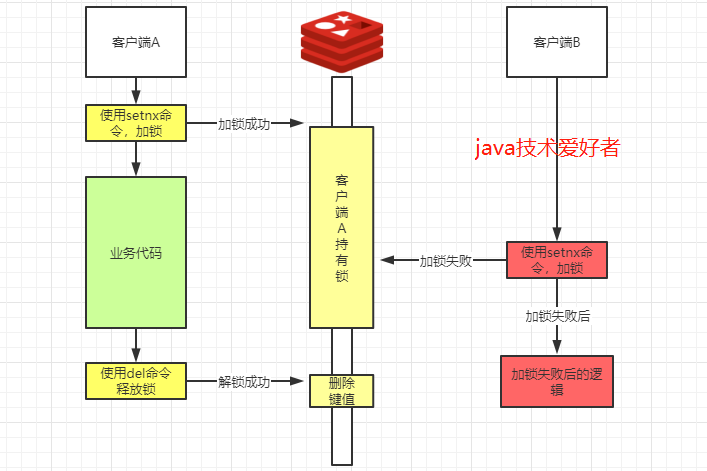 客户端A
客户端B
使用setnx命
令，加锁
加锁成功
java技术爱好者
客
户
端
A
持
有
锁
业务代码
加锁失败
使用setnx命
令，加锁
加锁失败后
使用del命令
释放锁
解锁成功
删除
键值
加锁失败后的逻
辑